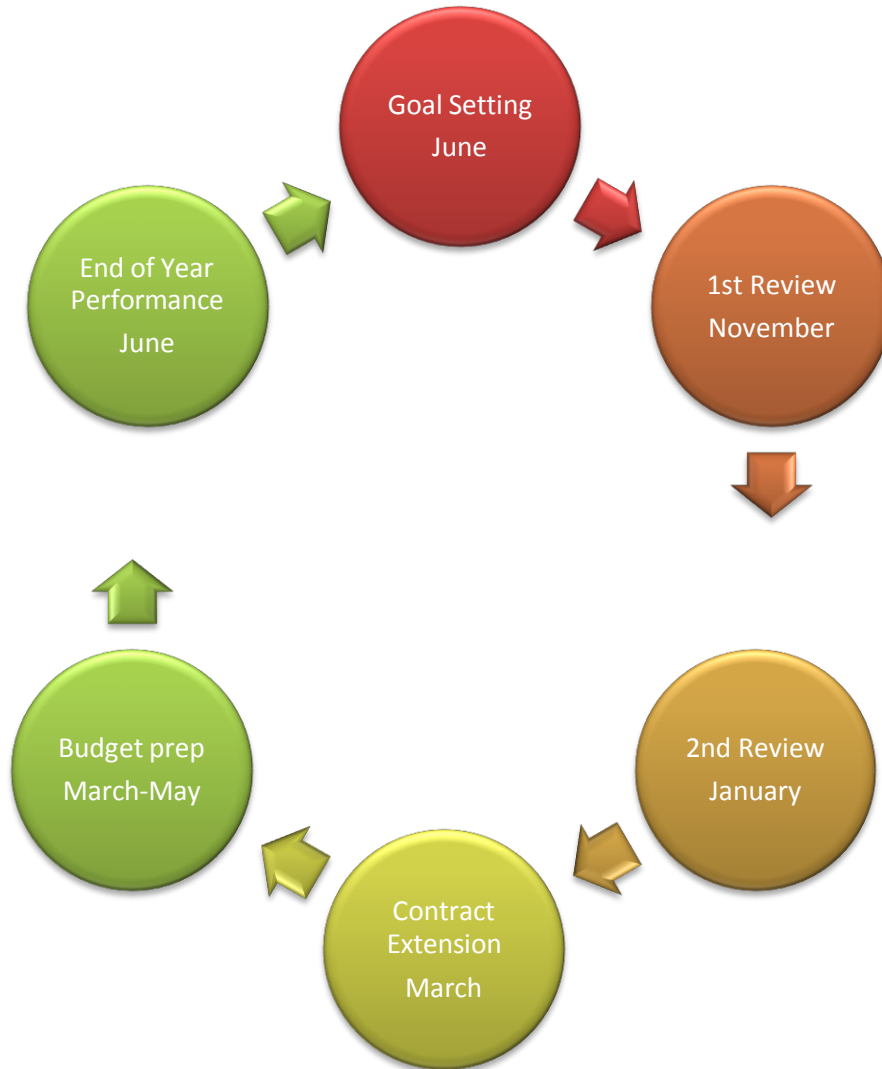 Goal Setting
June
1st Review
November
2nd Review
January
Contract
Extension
March
Budget prep
March-May
End of Year
Performance
June